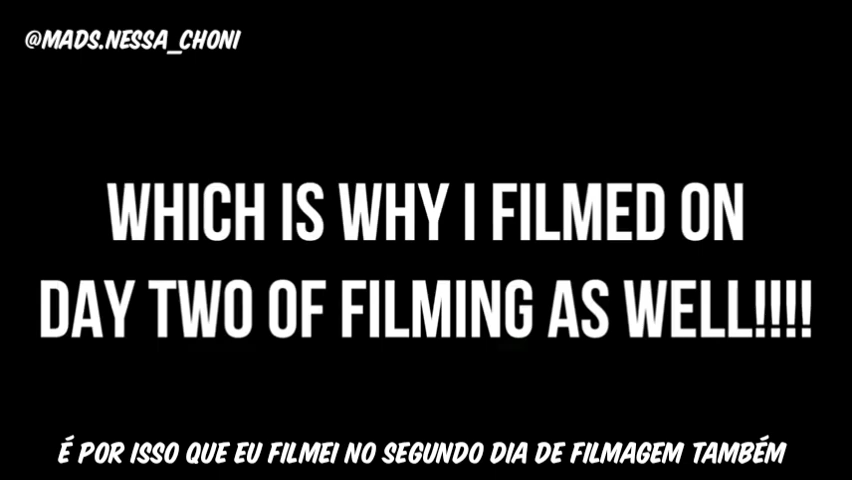 @MADS.NESSA_CHONI
WHICH IS WHY I FILMED ON
DAY TWO OF FILMING AS WELL!!!!
É POR ISSO QUE EU FILMEI NO SEGUNDO DIA DE FILMAGEM TAMBÉM